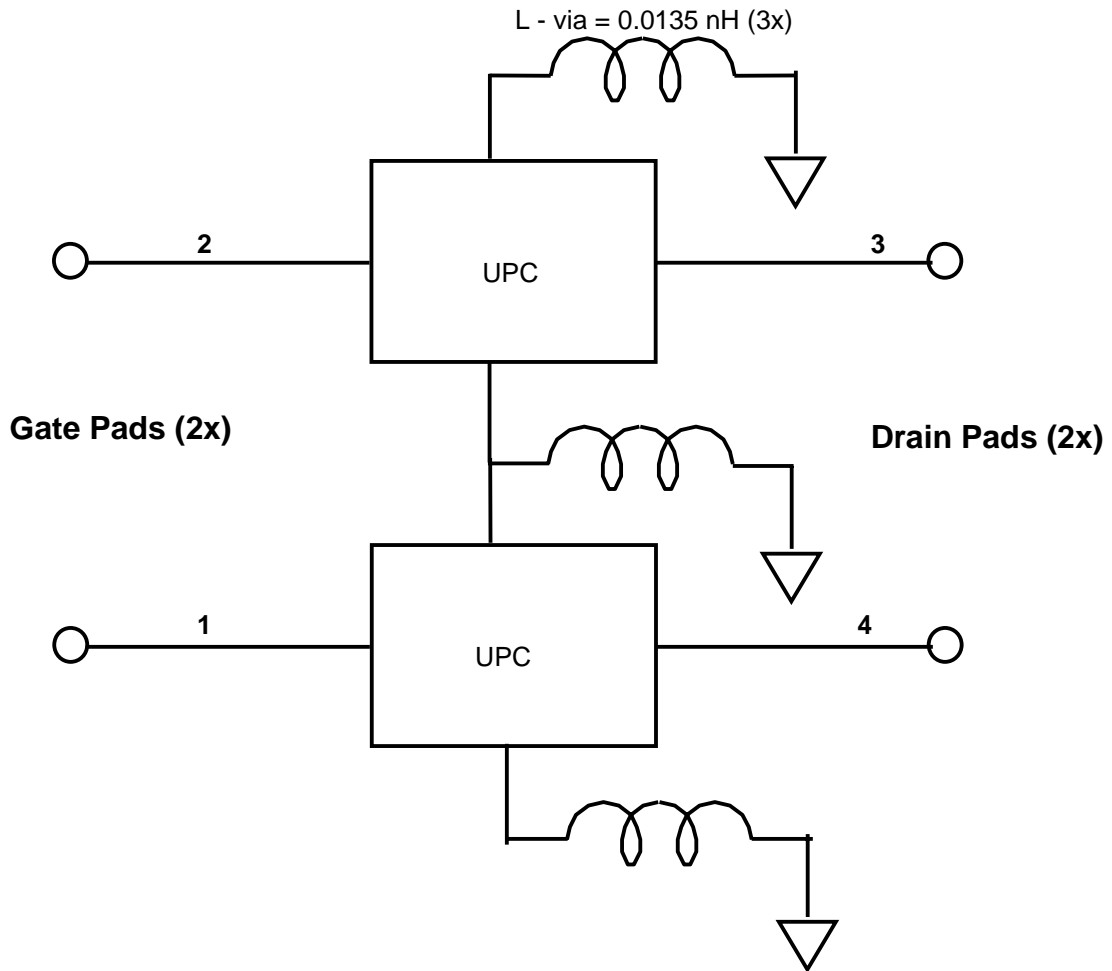 L - via = 0.0135 nH (3x)
2
3
UPC
Gate Pads (2x)
Drain Pads (2x)
1
4
UPC